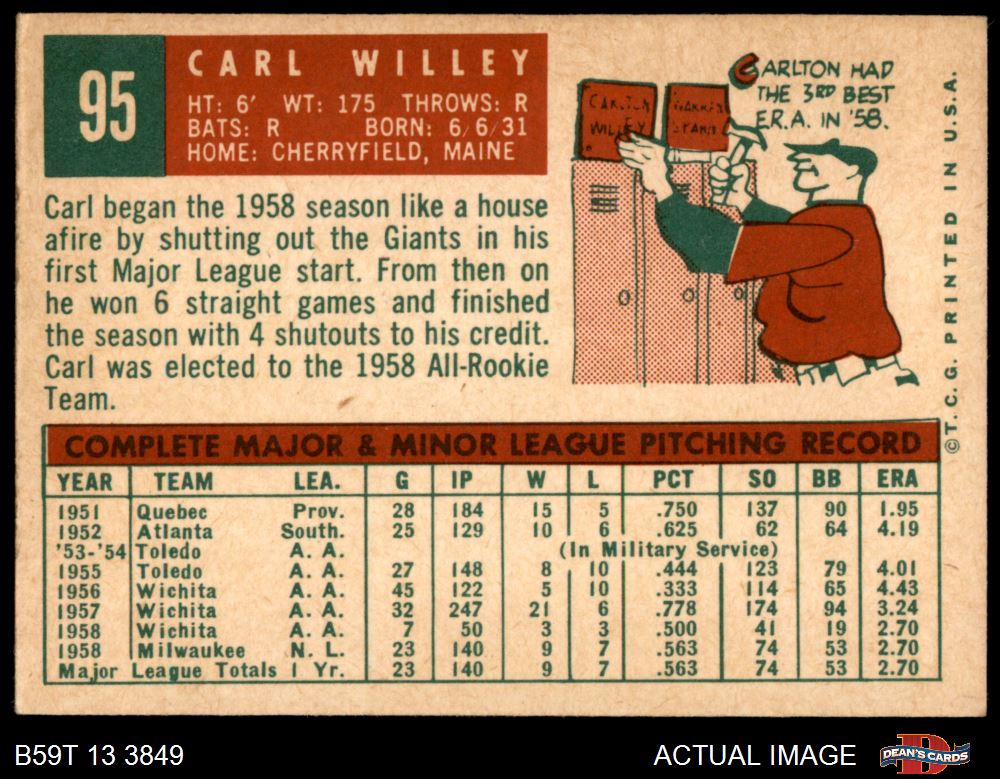 95
CARL WILLEY
HT: 6' WT: 175 THROWS: R
BATS: R BORN: 6/6/31
HOME: CHERRYFIELD, MAINE
CARLTON HAD
THE 3RD BEST
E.R.A. IN '58.
CARLTON
WILLEY
Carl began the 1958 season like a house
afire by shutting out the Giants in his
first Major League start. From then on
he won 6 straight games and finished
the season with 4 shutouts to his credit.
Carl was elected to the 1958 All-Rookie
Team.
©T.C.G. PRINTED IN U.S.A.
COMPLETE MAJOR & MINOR LEAGUE PITCHING RECORD
YEAR TEAM LEA. G IP W L PCT SO BB ERA
1951 Quebec Prov. 28 184 15 5 .750 137 90 1.95
1952 Atlanta South. 25 129 10 6 .625 62 64 4.19
'53-'54 Toledo A. A. (In Military Service)
1955 Toledo A. A. 27 148 8 10 .444 123 79 4.01
1956 Wichita A. A. 45 122 5 10 .333 114 65 4.43
1957 Wichita A. A. 32 247 21 6 .778 174 94 3.24
1958 Wichita A. A. 7 50 3 3 .500 41 19 2.70
1958 Milwaukee N. L. 23 140 9 7 .563 74 53 2.70
Major League Totals 1 Yr. 23 140 9 7 .563 74 53 2.70
B59T 13 3849
ACTUAL IMAGE
DEAN'S CARDS